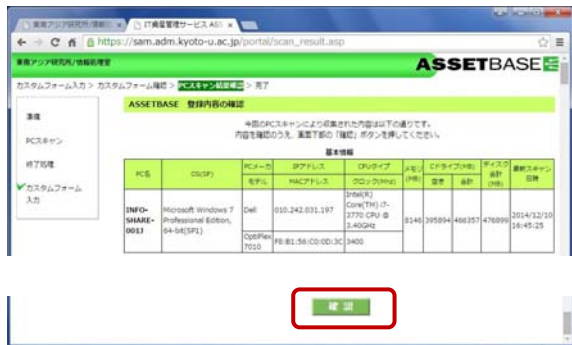 東南アジア研究所/情報処
IT資産管理サービス ASS
https://sam.adm.kyoto-u.ac.jp/portal/scan_result.asp
東南アジア研究所/情報処理室
ASSETBASE
カスタムフォーム入力 > カスタムフォーム確認 > PCスキャン結果確認 > 完了
準備
PCスキャン
終了処理
カスタムフォーム
入力
ASSETBASE 登録内容の確認
今回のPCスキャンにより収集された内容は以下の通りです。
内容を確認のうえ、画面下部の「確認」ボタンを押してください。
基本情報
PC名 OS(SP) PCメーカ IPアドレス CPUタイプ メモリ(MB) Cドライブ(MB) ディスク合計(MB) 最新スキャン日時
モデル MACアドレス クロック(MHz) 空き 合計
INFO-SHARE-001J Microsoft Windows 7 Professional Edition, 64-bit(SP1) Dell 010.242.031.197 Intel(R) Core(TM) i7-3770 CPU @ 3.40GHz 8146 395894 466357 476899 2014/12/10 16:45:25
OptiPlex 7010 F8:B1:56:C0:0D:3C 3400
確認